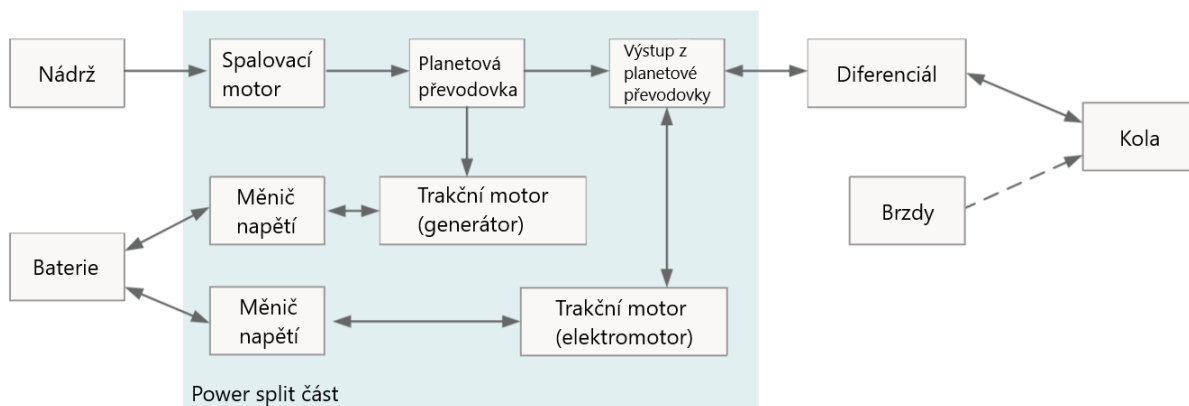 Nádrž
Spalovací
motor
Planetová
převodovka
Výstup z
planetové
převodovky
Diferenciál
Kola
Brzdy
Měnič
napětí
Trakční motor
(generátor)
Baterie
Měnič
napětí
Trakční motor
(elektromotor)
Power split část